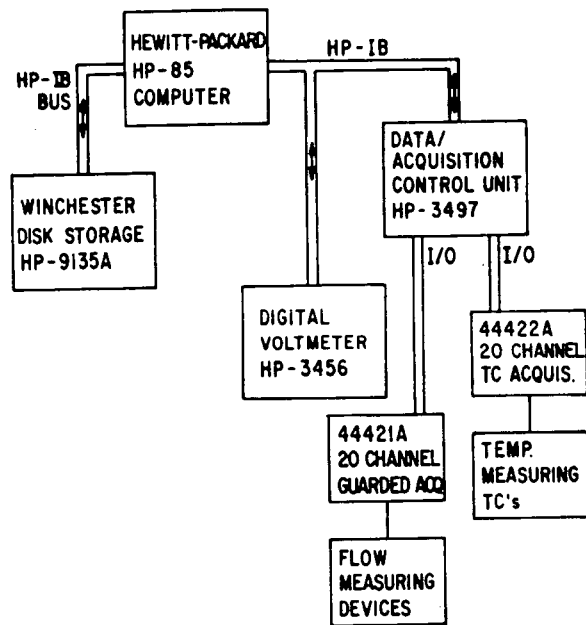 HEWITT-PACKARD
HP-85
COMPUTER
HP-IB
HP-IB
BUS
DATA/
ACQUISITION
CONTROL UNIT
HP-3497
WINCHESTER
DISK STORAGE
HP-9135A
I/O
I/O
DIGITAL
VOLTMETER
HP-3456
44422A
20 CHANNEL
TC ACQUIS.
44421A
20 CHANNEL
GUARDED ACQ.
TEMP.
MEASURING
TC's
FLOW
MEASURING
DEVICES